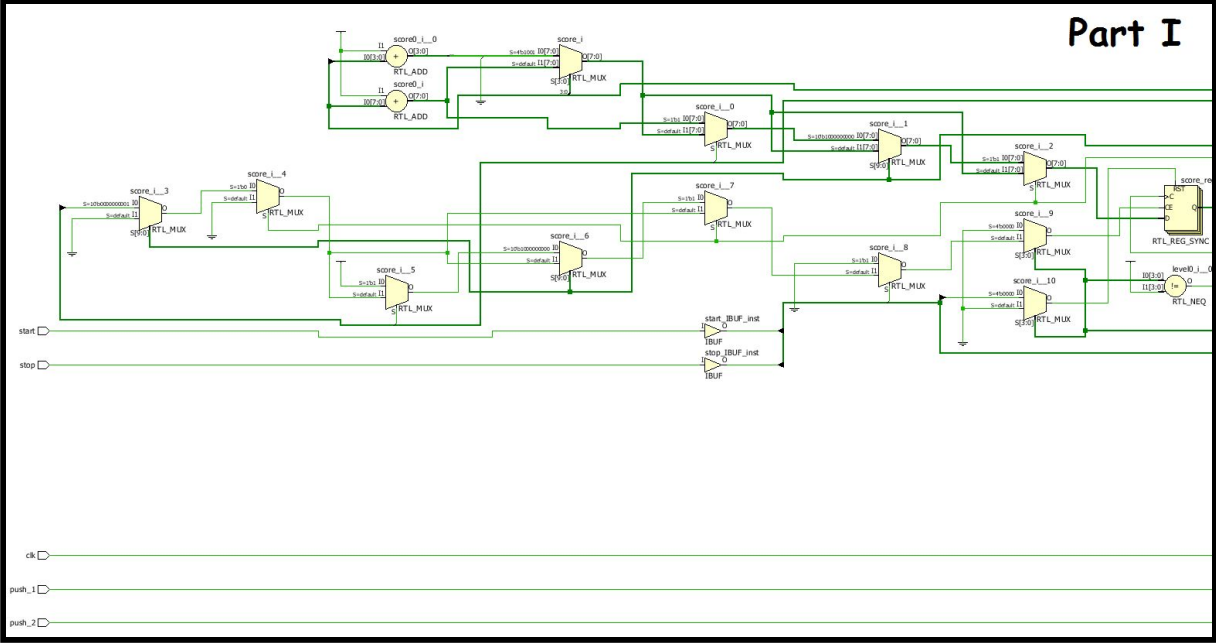 Part I
score0_i__0
I1
I0[3:0]
+
O[3:0]
RTL_ADD
score0_i
I1
I0[7:0]
+
O[7:0]
RTL_ADD
score_i
S=4'b1001 I0[7:0]
S=default I1[7:0]
O[7:0]
S[3:0]
RTL_MUX
3:0
score_i__0
S=1'b1 I0[7:0]
S=default I1[7:0]
O[7:0]
S
RTL_MUX
score_i__1
S=10'b1000000000 I0[7:0]
S=default I1[7:0]
O[7:0]
S[9:0]
RTL_MUX
score_i__2
S=1'b1 I0[7:0]
S=default I1[7:0]
O[7:0]
S
RTL_MUX
score_i__3
S=10'b0000000001 I0
S=default I1
O
S[9:0]
RTL_MUX
score_i__4
S=1'b0 I0
S=default I1
O
S
RTL_MUX
score_i__5
S=1'b1 I0
S=default I1
O
S
RTL_MUX
score_i__6
S=10'b1000000000 I0
S=default I1
O
S[9:0]
RTL_MUX
score_i__7
S=1'b1 I0
S=default I1
O
S
RTL_MUX
score_i__8
S=1'b1 I0
S=default I1
O
S
RTL_MUX
score_i__9
S=4'b0000 I0
S=default I1
O
S[3:0]
RTL_MUX
score_i__10
S=4'b0000 I0
S=default I1
O
S[3:0]
RTL_MUX
RST
C
CE
D
Q
RTL_REG_SYNC
level0_i__0
I0[3:0]
I1[3:0]
!=
O
RTL_NEQ
start
start_IBUF_inst
I
O
IBUF
stop
stop_IBUF_inst
I
O
IBUF
clk
push_1
push_2